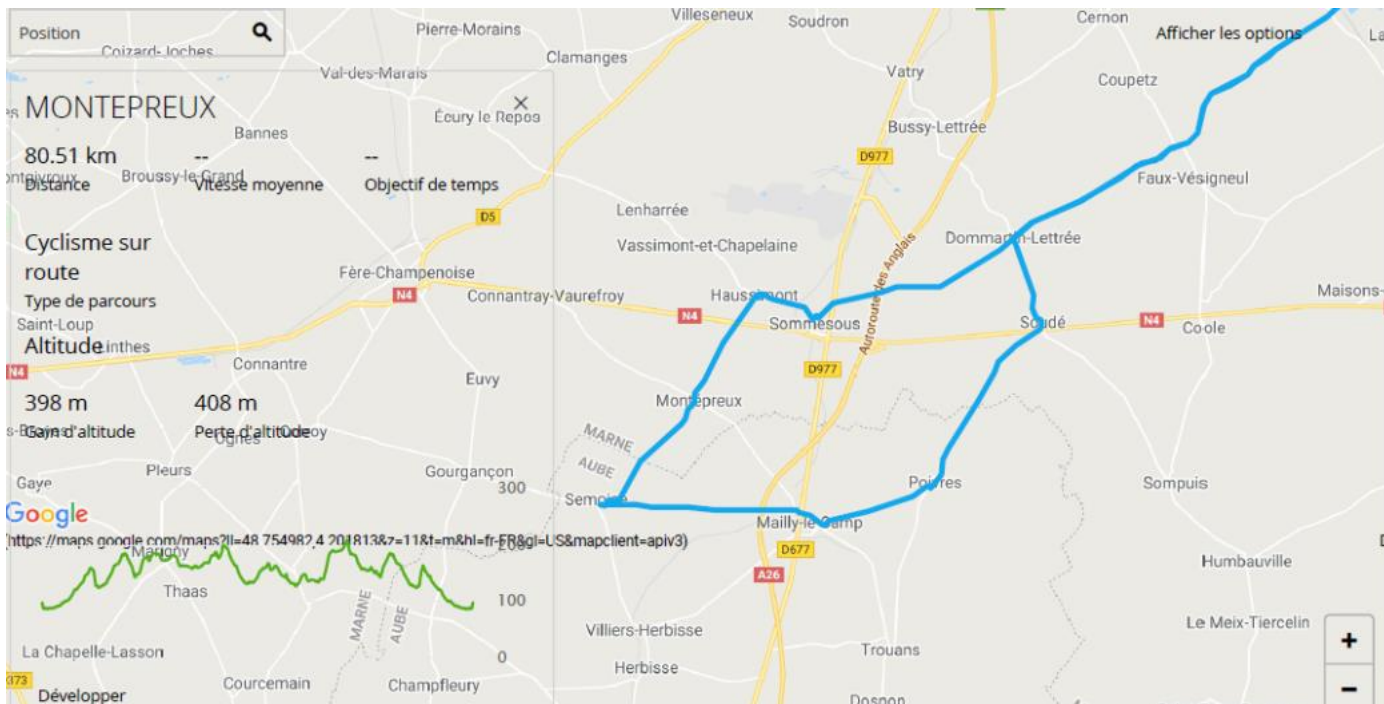 Position
Afficher les options
MONTEPREUX
×
80.51 km
--
--
Distance
Vitesse moyenne
Objectif de temps
Cyclisme sur
route
Type de parcours
Altitude
398 m
408 m
Gain d'altitude
Perte d'altitude
300
200
100
0
Google
(https://maps.google.com/maps?ll=48.754982,4.201813&z=11&t=m&hl=fr-FR&gl=US&mapclient=apiv3)
Développer
Coizard-Joches
Pierre-Morains
Villeseneux
Soudron
Cernon
La
Clamanges
Val-des-Marais
Vatry
Coupetz
Écury le Repos
Bannes
Bussy-Lettrée
D977
Broussy-le-Grand
Faux-Vésigneul
D5
Lenharrée
Vassimont-et-Chapelaine
Dommartin-Lettrée
Autoroute des Anglais
Fère-Champenoise
N4
Connantray-Vaurefroy
Haussimont
Maisons-
N4
Sommesous
Soudé
N4
Coole
Saint-Loup
Linthes
N4
Connantre
Euvy
D977
Montépreux
Ognes
Corroy
MARNE
AUBE
Pleurs
Gourgançon
Gaye
Semoine
Poivres
Sompuis
Mailly-le-Camp
D677
Marigny
A26
Humbauville
Thaas
MARNE
AUBE
Villiers-Herbisse
Le Meix-Tiercelin
Trouans
La Chapelle-Lasson
Herbisse
Courcemain
Champfleury
Dosnon
+
−